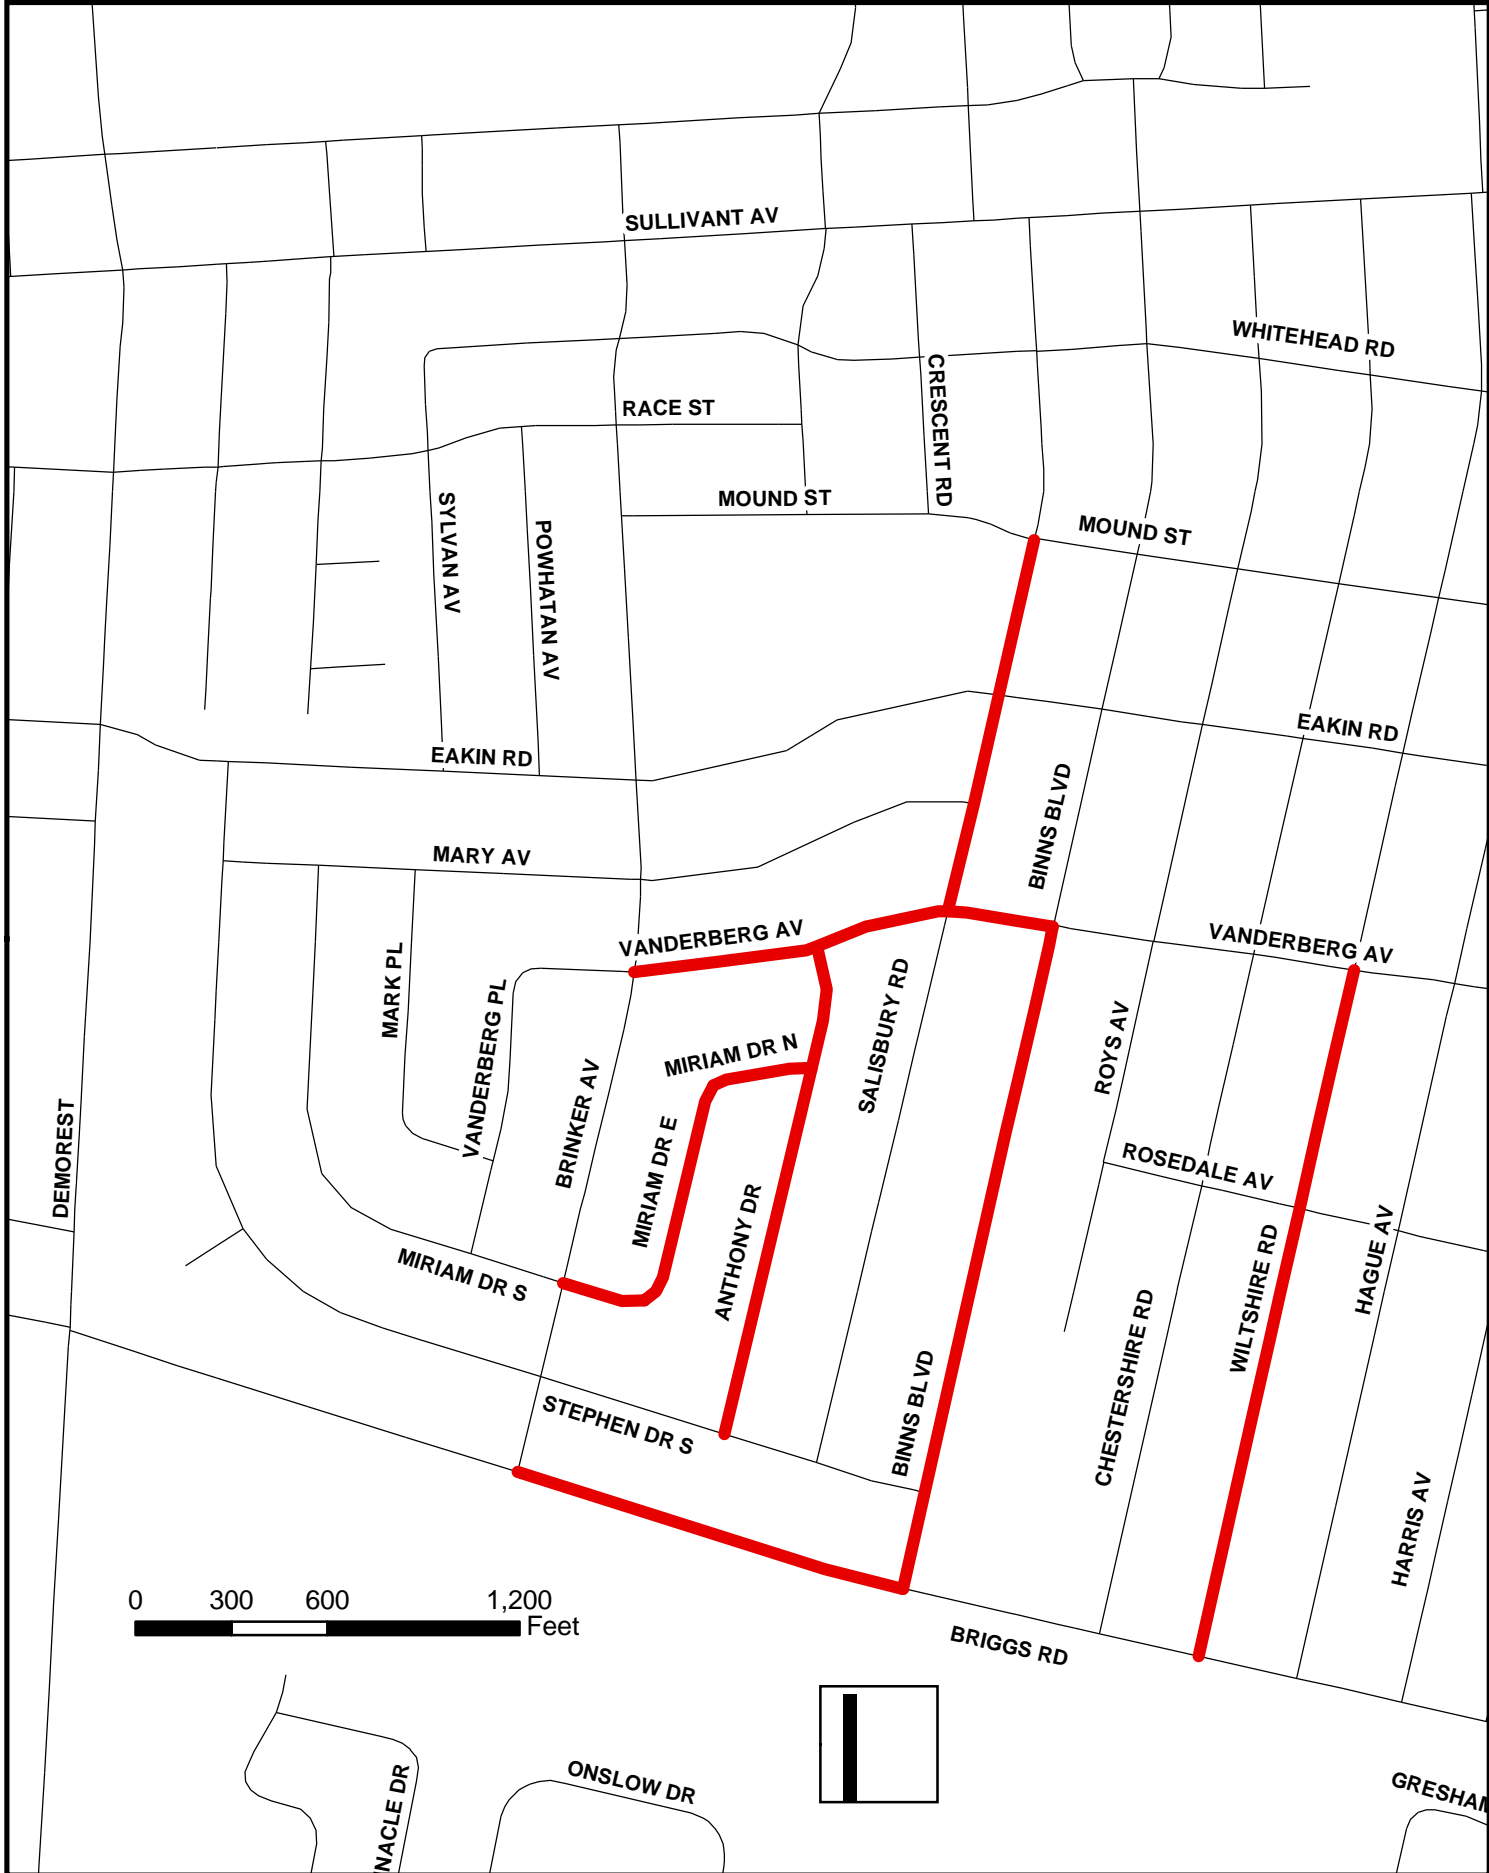 SULLIVANT AV
WHITEHEAD RD
RACE ST
CRESCENT RD
MOUND ST
MOUND ST
SYLVAN AV
POWHATAN AV
EAKIN RD
EAKIN RD
BINNS BLVD
MARY AV
VANDERBERG AV
VANDERBERG AV
MARK PL
VANDERBERG PL
SALISBURY RD
ROYS AV
MIRIAM DR N
BRINKER AV
MIRIAM DR E
DEMOREST
ROSEDALE AV
ANTHONY DR
HAGUE AV
WILTSHIRE RD
MIRIAM DR S
CHESTERSHIRE RD
BINNS BLVD
STEPHEN DR S
HARRIS AV
0 300 600 1,200
Feet
BRIGGS RD
ONSLOW DR
NACLE DR
GRESHAM